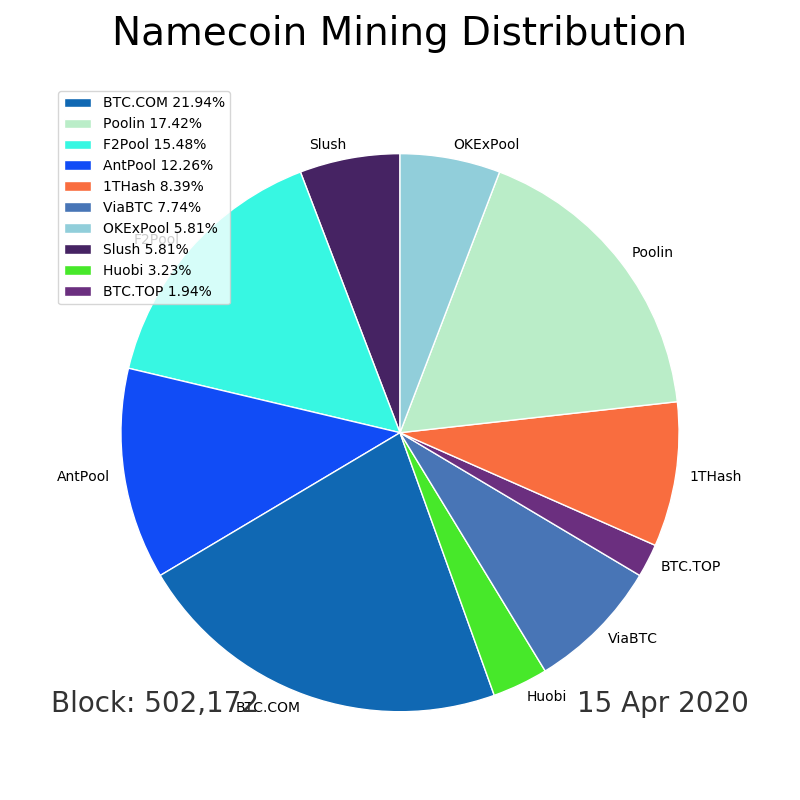 Namecoin Mining Distribution
BTC.COM 21.94%
Poolin 17.42%
F2Pool 15.48%
AntPool 12.26%
1THash 8.39%
ViaBTC 7.74%
OKExPool 5.81%
Slush 5.81%
Huobi 3.23%
BTC.TOP 1.94%
Slush
OKExPool
F2Pool
Poolin
AntPool
1THash
BTC.TOP
ViaBTC
Huobi
BTC.COM
Block: 502,172
15 Apr 2020